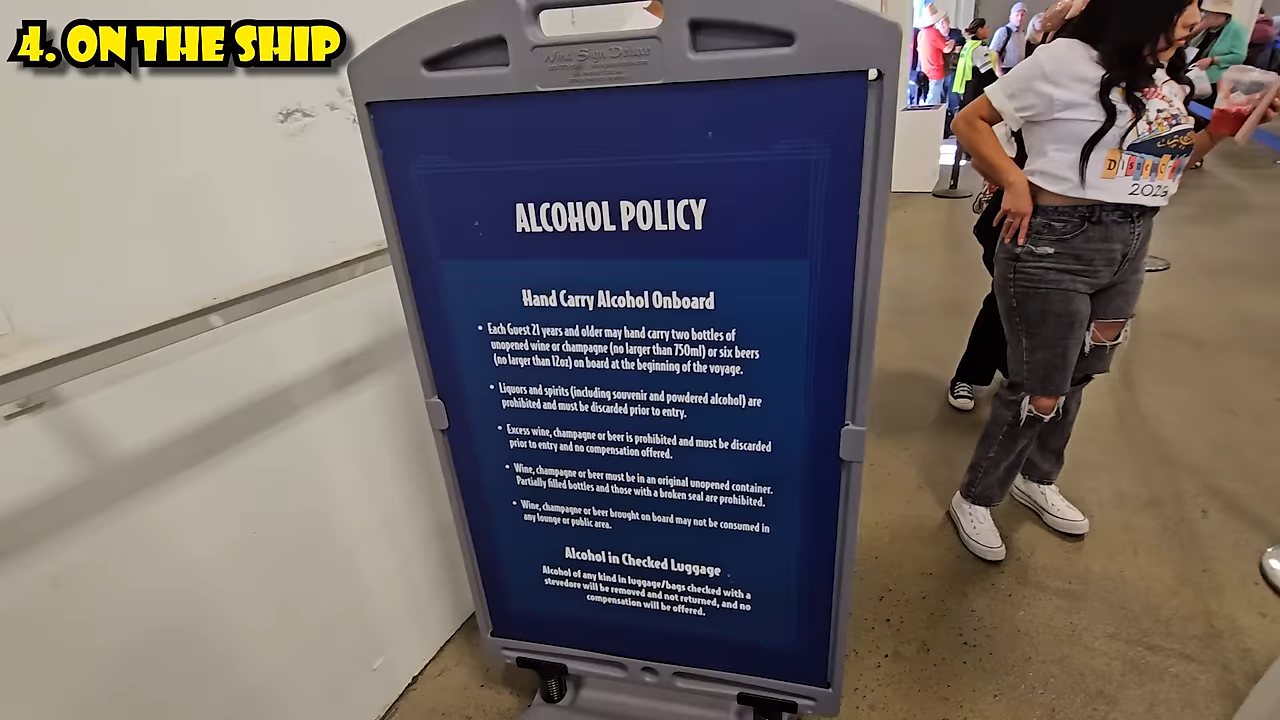 4. ON THE SHIP
Wind Sign Deluxe
ALCOHOL POLICY
Hand Carry Alcohol Onboard
• Each Guest 21 years and older may hand carry two bottles of
unopened wine or champagne (no larger than 750ml) or six beers
(no larger than 12oz) on board at the beginning of the voyage.
• Liquors and spirits (including souvenir and powdered alcohol) are
prohibited and must be discarded prior to entry.
• Excess wine, champagne or beer is prohibited and must be discarded
prior to entry and no compensation offered.
• Wine, champagne or beer must be in an original unopened container.
Partially filled bottles and those with a broken seal are prohibited.
• Wine, champagne or beer brought on board may not be consumed in
any lounge or public area.
Alcohol in Checked Luggage
Alcohol of any kind in luggage/bags checked with a
stevedore will be removed and not returned, and no
compensation will be offered.